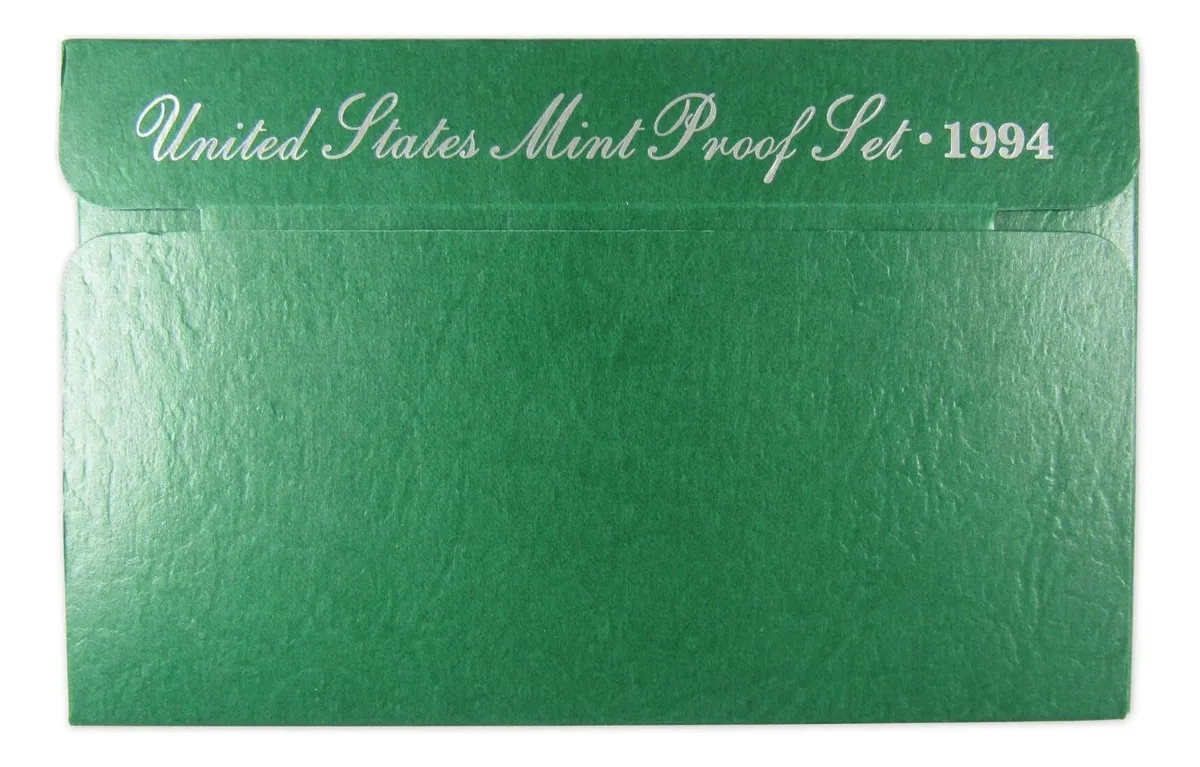 United States Mint Proof Set • 1994